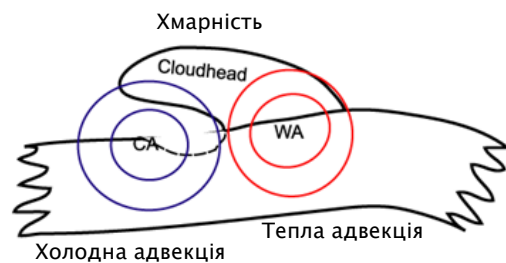 Хмарність
Cloudhead
CA
WA
Тепла адвекція
Холодна адвекція